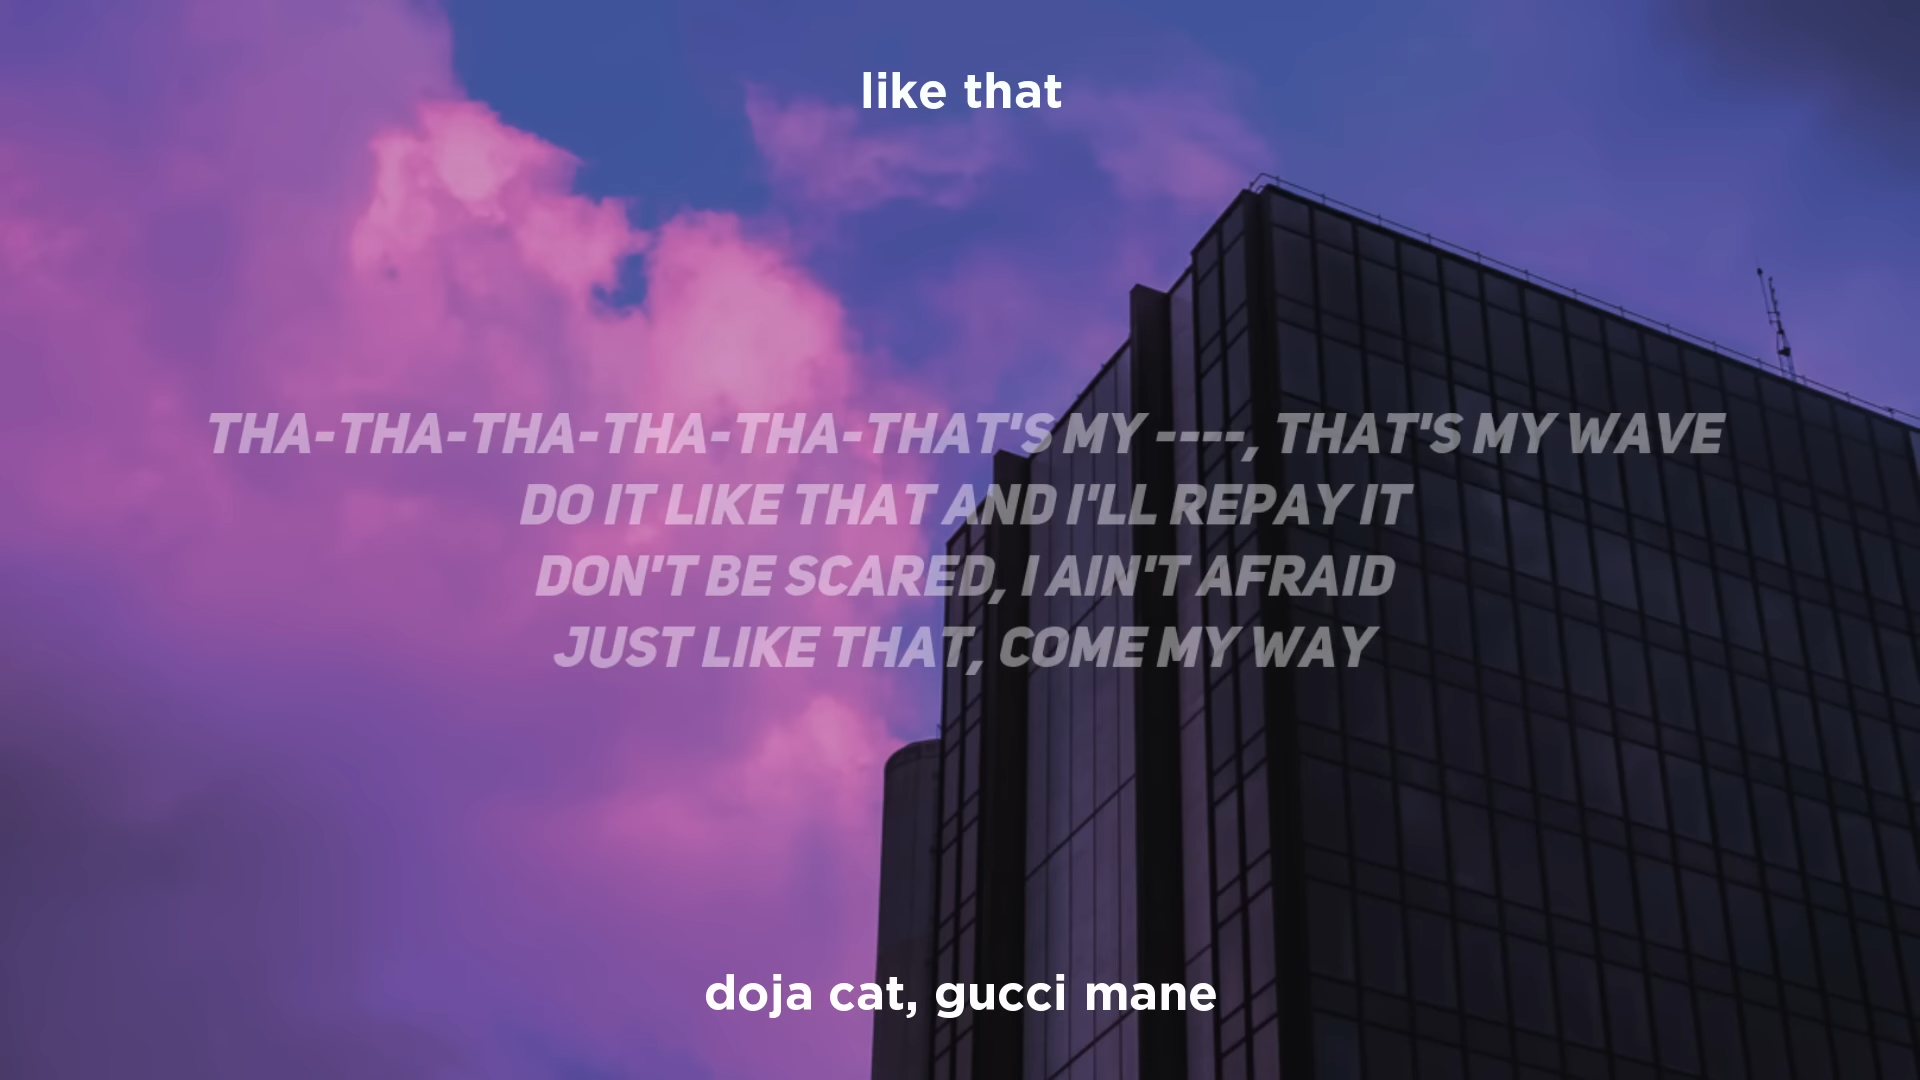 like that
THA-THA-THA-THA-THA-THAT'S MY ----, THAT'S MY WAVE
DO IT LIKE THAT AND I'LL REPAY IT
DON'T BE SCARED, I AIN'T AFRAID
JUST LIKE THAT, COME MY WAY
doja cat, gucci mane